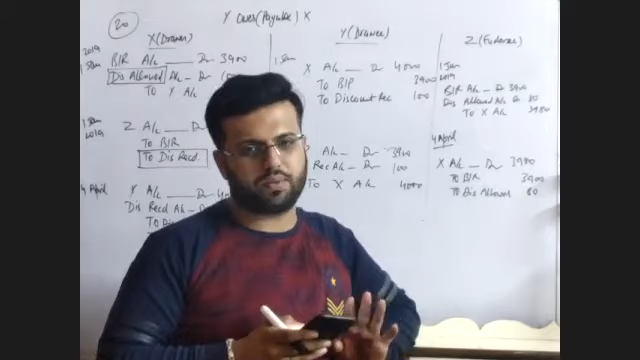 20
Y Owes (Payable) X
X (Drawer)
2019
1 Jan B/R A/c — Dr 3900
Dis Allowed A/c — Dr
To Y A/c
1 Jan
2019
Z A/c — Dr
To B/R
To Dis Recd.
4 April Y A/c — Dr
Dis Recd A/c — Dr
Y (Drawee)
1 Jan X A/c — Dr 4000
To B/P 3900
To Discount Rec 100
A/c — Dr 3900
Rec A/c — Dr 100
To X A/c 4000
Z (Endorsee)
1 Jan
2019
B/R A/c Dr 3900
Dis Allowed A/c Dr 80
To X A/c 3980
4 April
X A/c — Dr 3980
To B/R 3900
To Dis Allowed 80